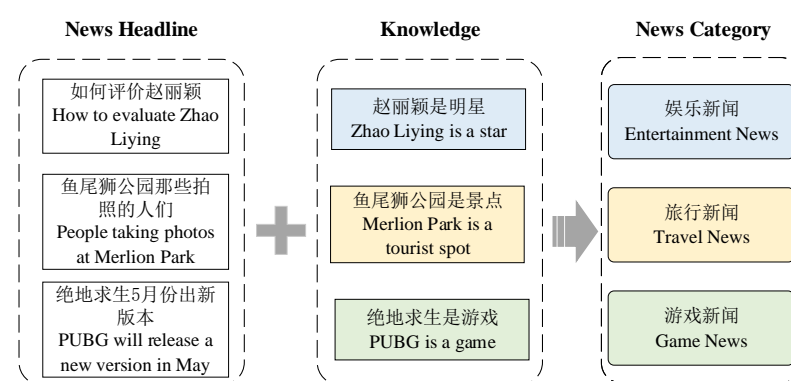 News Headline
如何评价赵丽颖
How to evaluate Zhao
Liying
鱼尾狮公园那些拍
照的人们
People taking photos
at Merlion Park
绝地求生5月份出新
版本
PUBG will release a
new version in May
Knowledge
赵丽颖是明星
Zhao Liying is a star
鱼尾狮公园是景点
Merlion Park is a
tourist spot
绝地求生是游戏
PUBG is a game
News Category
娱乐新闻
Entertainment News
旅行新闻
Travel News
游戏新闻
Game News